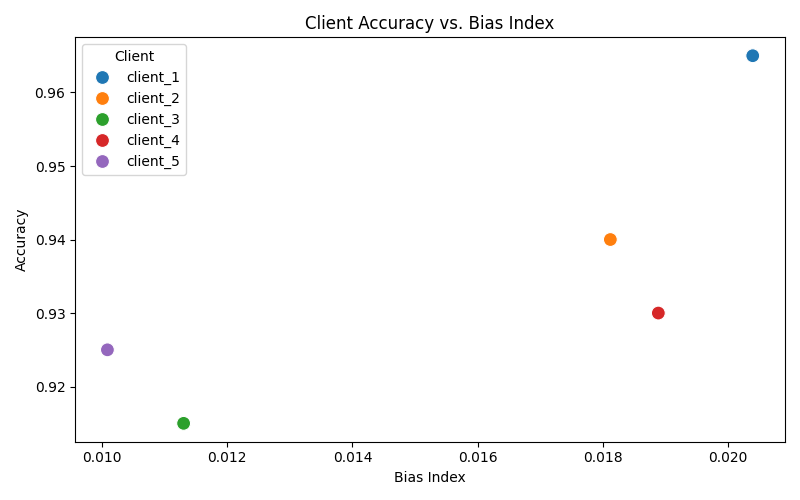 Client Accuracy vs. Bias Index
Client
client_1
client_2
client_3
client_4
client_5
0.96
0.95
0.94
0.93
0.92
Accuracy
0.010 0.012 0.014 0.016 0.018 0.020
Bias Index